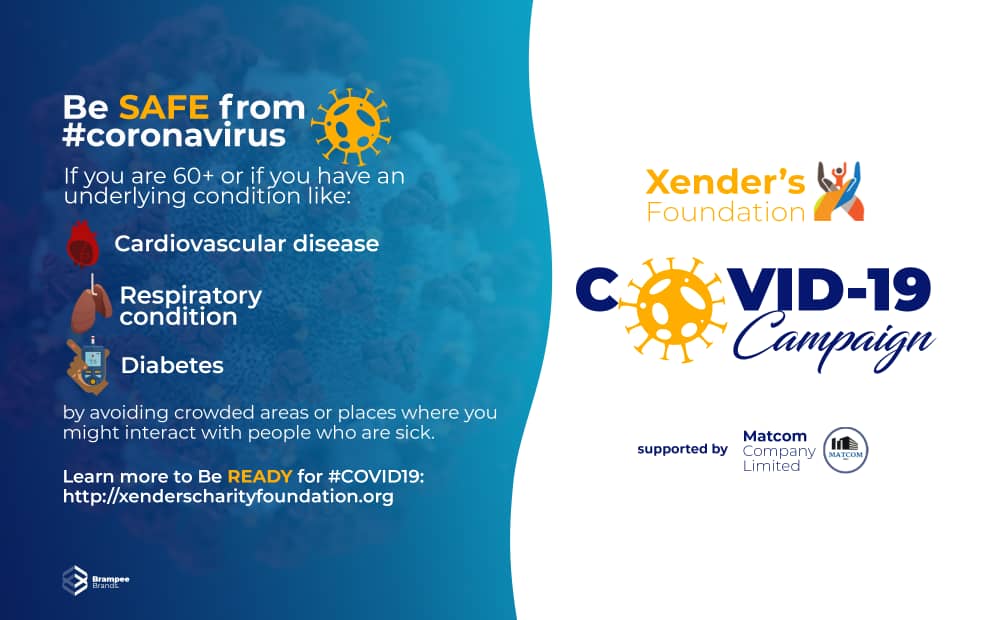 Be SAFE from
#coronavirus
If you are 60+ or if you have an
underlying condition like:
Cardiovascular disease
Respiratory
condition
Diabetes
by avoiding crowded areas or places where you
might interact with people who are sick.
Learn more to Be READY for #COVID19:
http://xenderscharityfoundation.org
Brampee
Brands.
Xender's
Foundation
COVID-19
Campaign
supported by
Matcom
Company
Limited
MATCOM